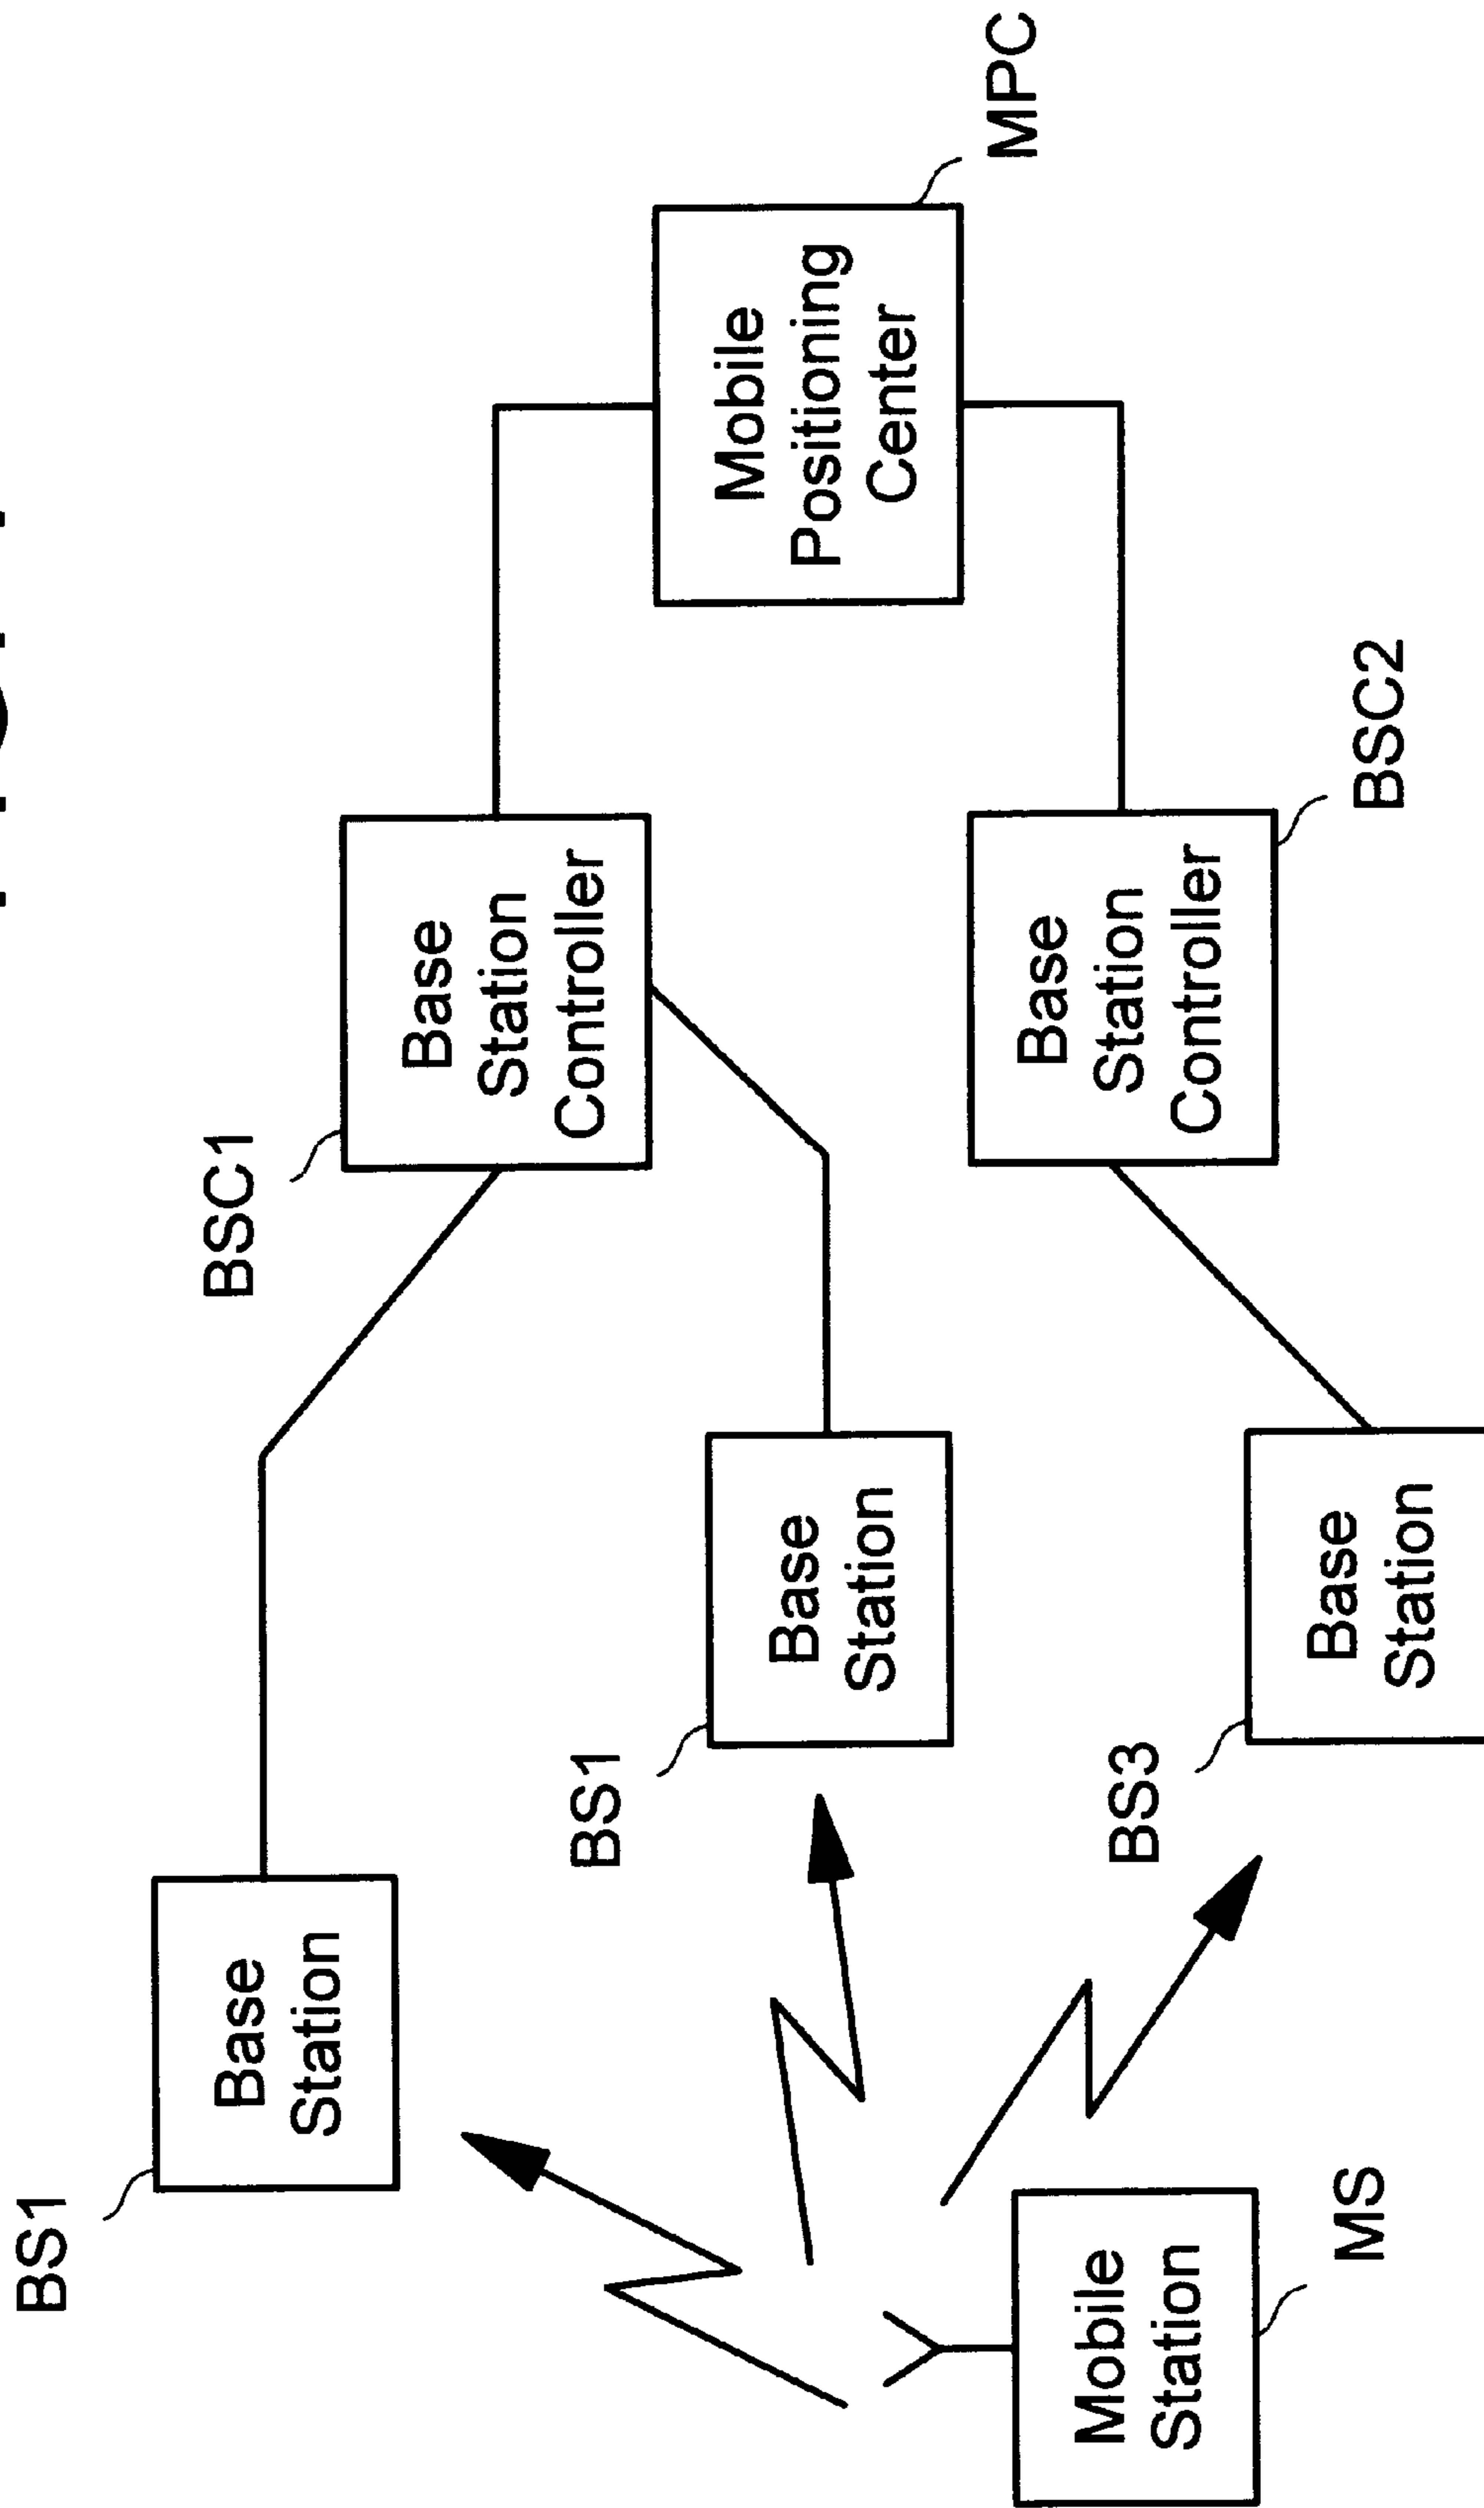 BS1
Base
Station
BSC1
Base
Station
Controller
BS1
Base
Station
Mobile
Positioning
Center
MPC
Base
Station
Controller
BSC2
BS3
Base
Station
Mobile
Station
MS